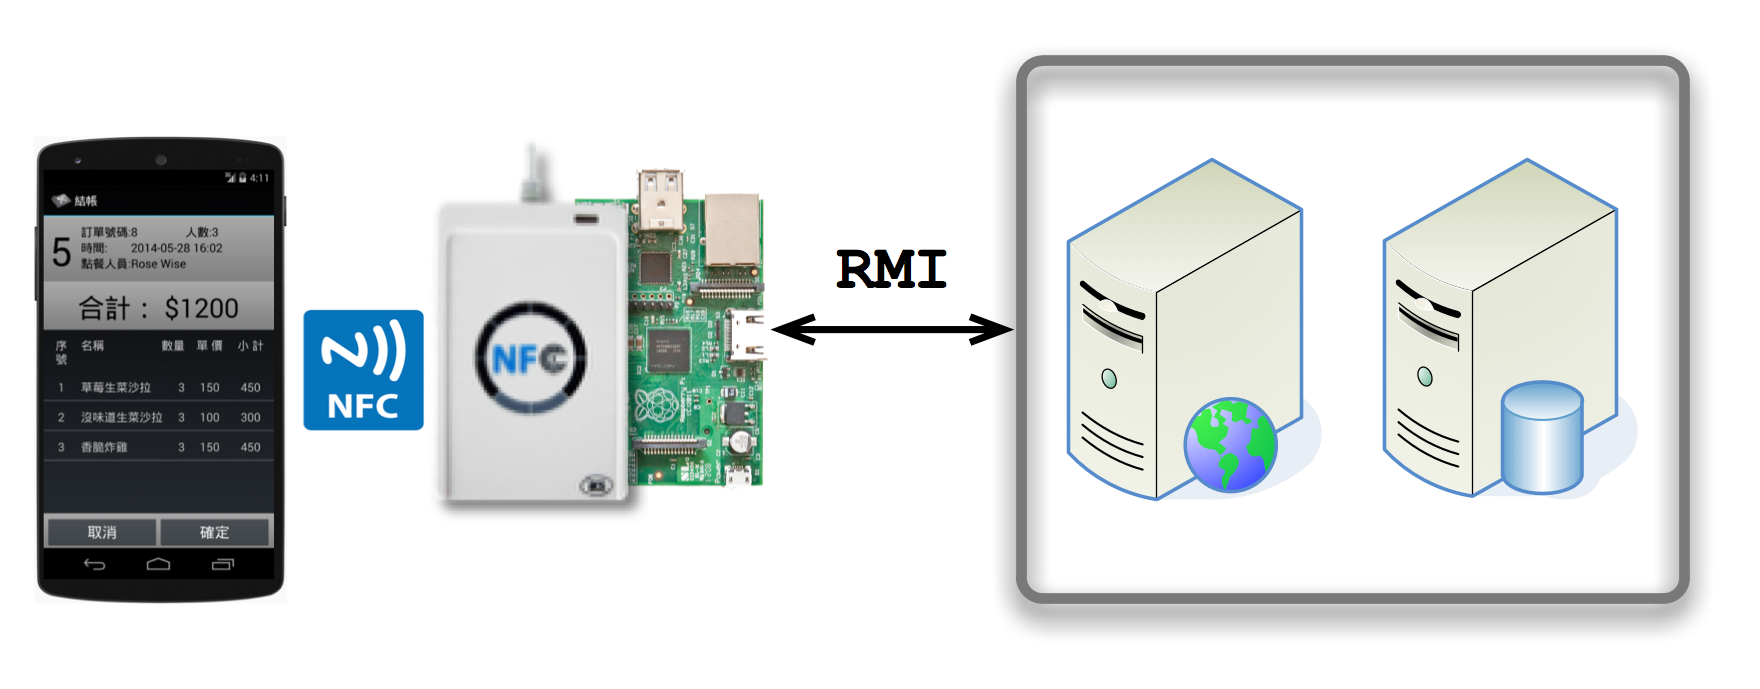 4:11
結帳
5
訂單號碼:8 人數:3
時間: 2014-05-28 16:02
點餐人員:Rose Wise
合計： $1200
序號 名稱 數量 單價 小計
1 草莓生菜沙拉 3 150 450
2 沒味道生菜沙拉 3 100 300
3 香脆炸雞 3 150 450
取消 確定
NFC
NFC
RMI